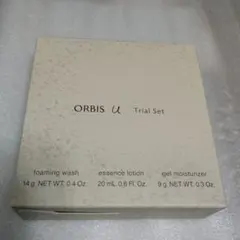 ORBIS u Trial Set
foaming wash essence lotion gel moisturizer
14 g NET WT. 0.4 Oz. 20 mL 0.6 Fl. Oz. 9 g NET WT. 0.3 Oz.